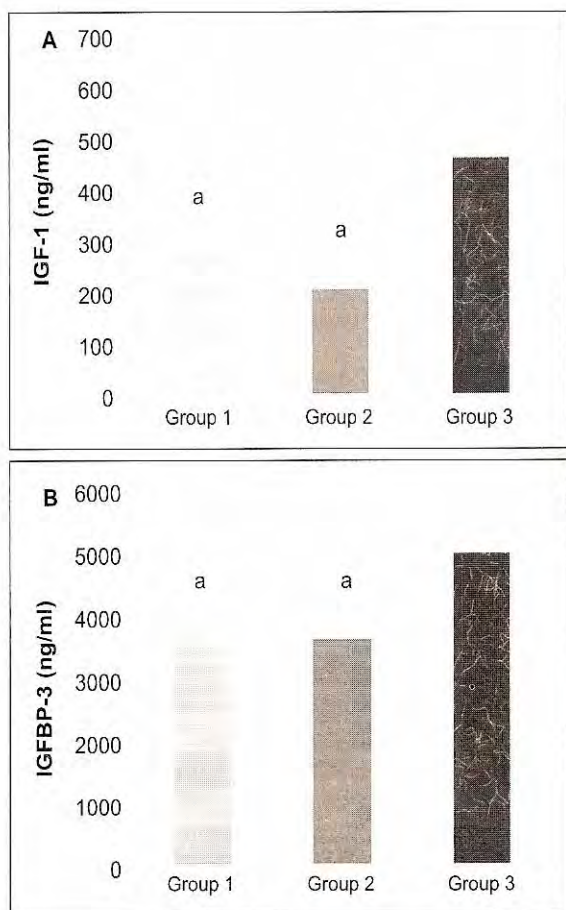 A
700
600
500
400
300
200
100
0
IGF-1 (ng/ml)
a
a
Group 1
Group 2
Group 3
B
6000
5000
4000
3000
2000
1000
0
IGFBP-3 (ng/ml)
a
a
Group 1
Group 2
Group 3